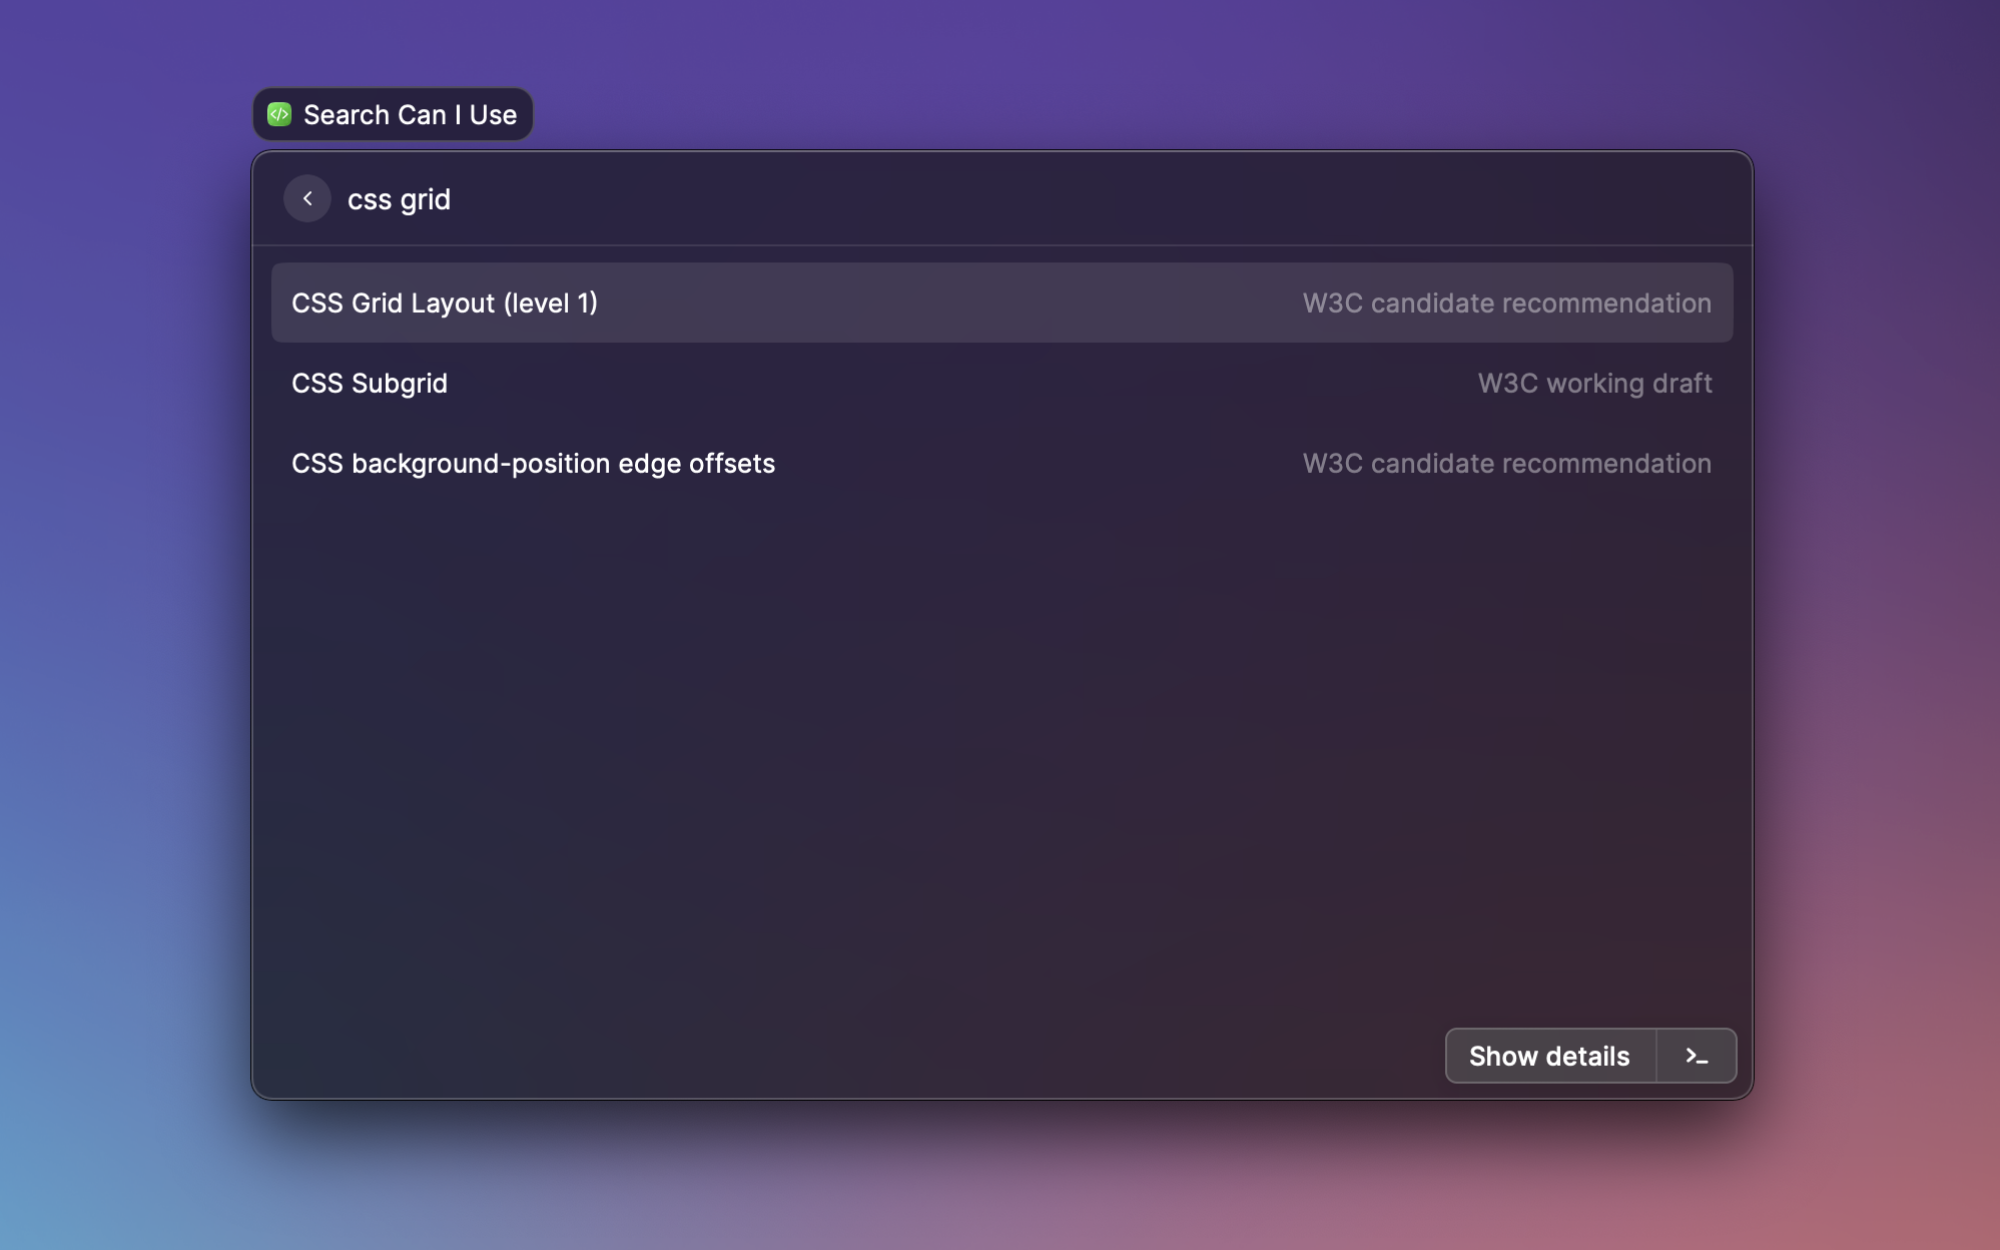 Search Can I Use
css grid
CSS Grid Layout (level 1) W3C candidate recommendation
CSS Subgrid W3C working draft
CSS background-position edge offsets W3C candidate recommendation
Show details >_